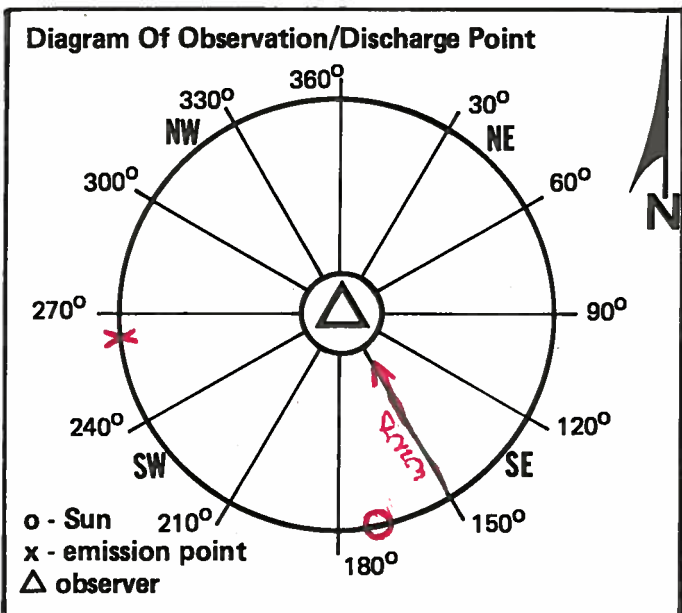 Diagram Of Observation/Discharge Point
360°
330°
30°
NW
NE
300°
60°
N
270°
90°
240°
120°
SW
SE
WIND
210°
150°
180°
o - Sun
x - emission point
△ observer